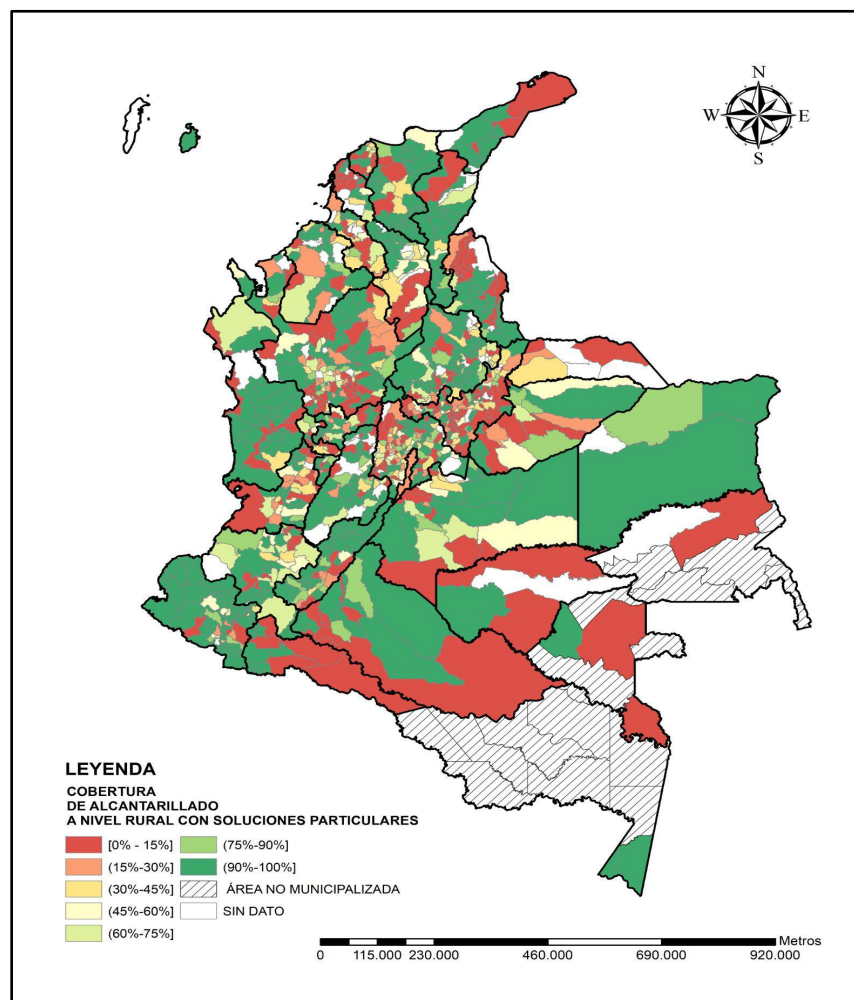 N
W E
S
LEYENDA
COBERTURA
DE ALCANTARILLADO
A NIVEL RURAL CON SOLUCIONES PARTICULARES
[0% - 15%] (75%-90%]
(15%-30%] (90%-100%]
(30%-45%] ÁREA NO MUNICIPALIZADA
(45%-60%] SIN DATO
(60%-75%]
Metros
0 115.000 230.000 460.000 690.000 920.000